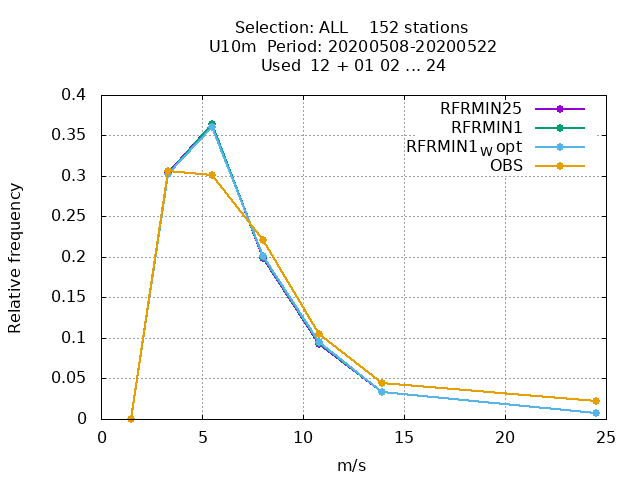 Selection: ALL    152 stations
U10m  Period: 20200508-20200522
Used  12 + 01 02 ... 24
RFRMIN25
RFRMIN1
RFRMIN1W opt
OBS
0.4
0.35
0.3
0.25
0.2
0.15
0.1
0.05
0
Relative frequency
0 5 10 15 20 25
m/s